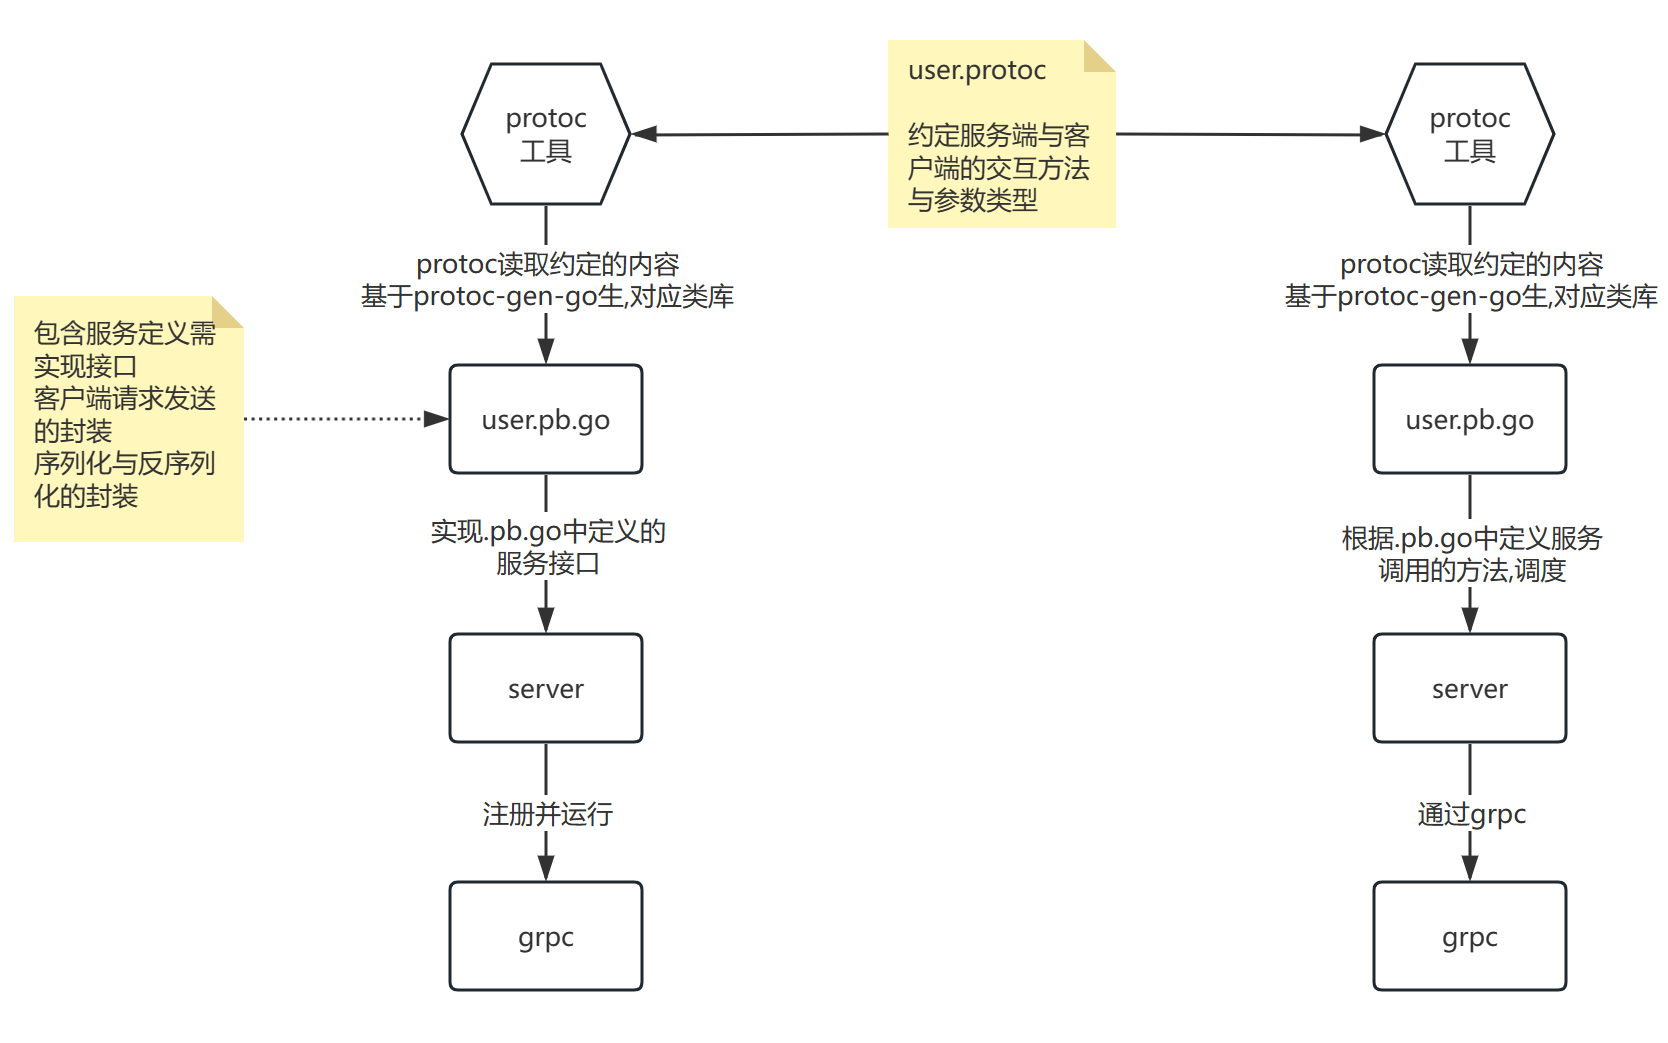 user.protoc
约定服务端与客
户端的交互方法
与参数类型
protoc
工具
protoc读取约定的内容
基于protoc-gen-go生,对应类库
包含服务定义需
实现接口
客户端请求发送
的封装
序列化与反序列
化的封装
user.pb.go
实现.pb.go中定义的
服务接口
server
注册并运行
grpc
protoc
工具
protoc读取约定的内容
基于protoc-gen-go生,对应类库
user.pb.go
根据.pb.go中定义服务
调用的方法,调度
server
通过grpc
grpc